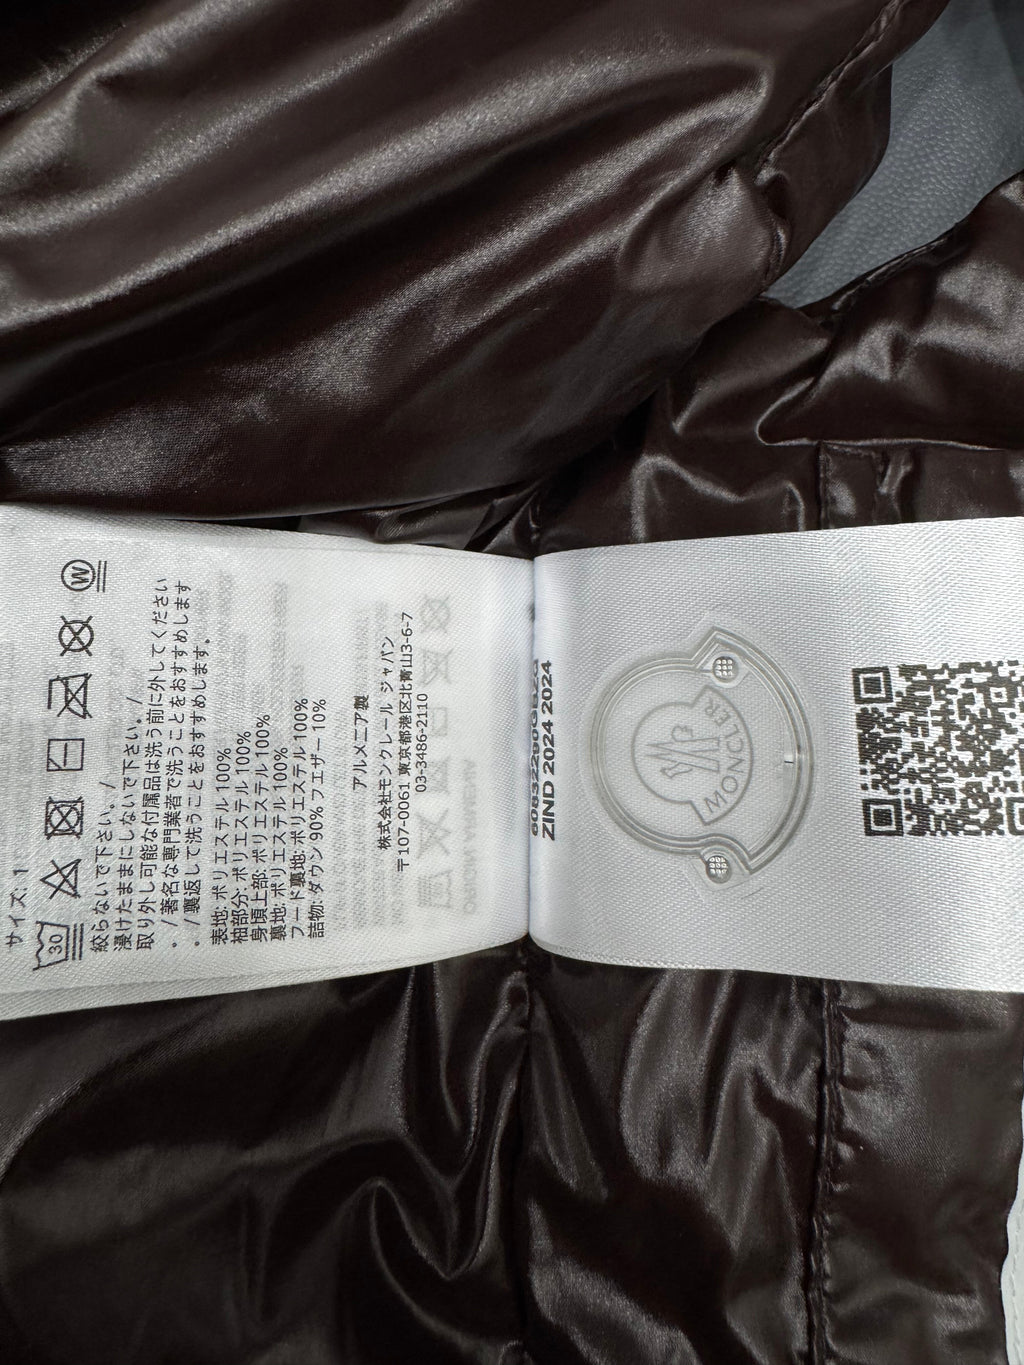 サイズ: 1
30
W
絞らないで下さい。/
浸けたままにしないで下さい。/
取り外し可能な付属品は洗う前に外してください
。/著名な専門業者で洗うことをおすすめします
。/裏返して洗うことをおすすめします。
表地: ポリエステル 100%
袖部分: ポリエステル 100%
身頃上部: ポリエステル 100%
裏地: ポリエステル 100%
フード裏地: ポリエステル 100%
詰物: ダウン 90% フェザー 10%
アルメニア製
株式会社モンクレール ジャパン
〒107-0061 東京都港区北青山3-6-7
03-3486-2110
ZIND 2024 2024
MONCLER